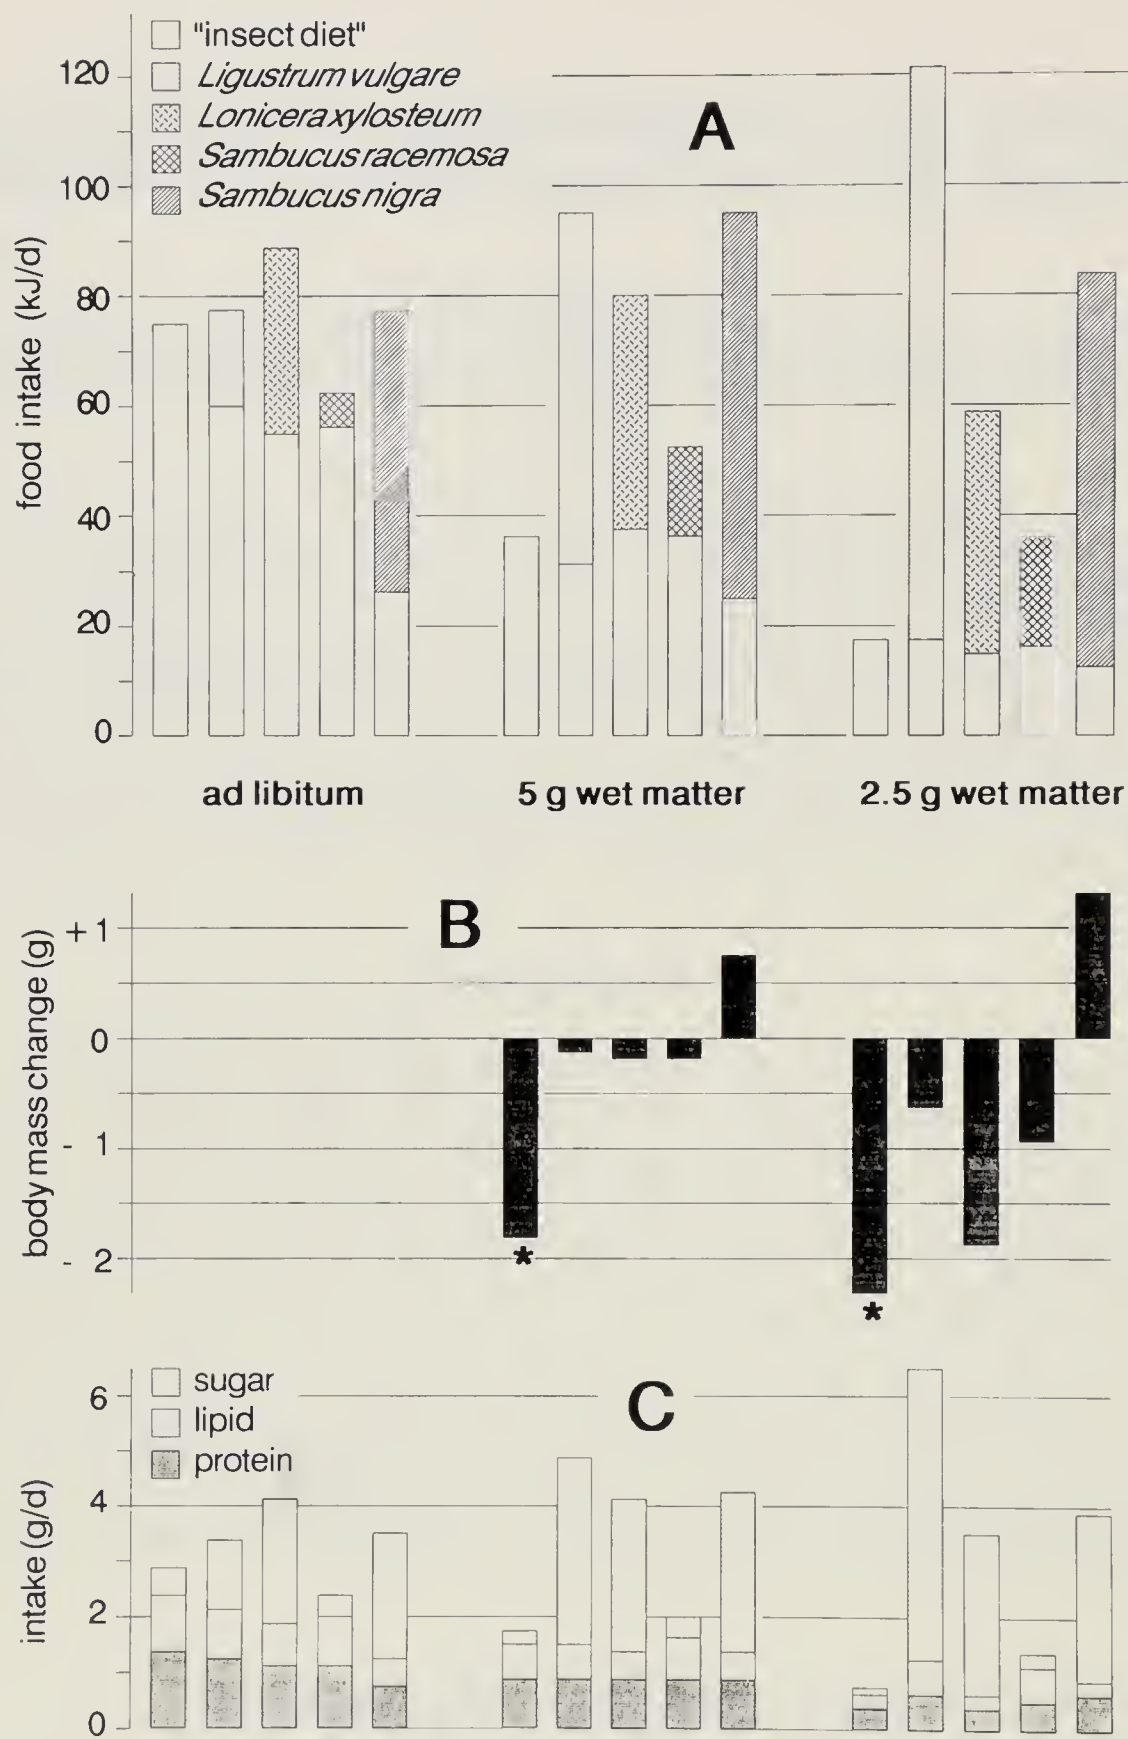 "insect diet"
Ligustrum vulgare
Lonicera xylosteum
Sambucus racemosa
Sambucus nigra
A
food intake (kJ/d)
120
100
80
60
40
20
0
ad libitum
5 g wet matter
2.5 g wet matter
B
body mass change (g)
+ 1
0
- 1
- 2
*
*
sugar
lipid
protein
C
intake (g/d)
6
4
2
0